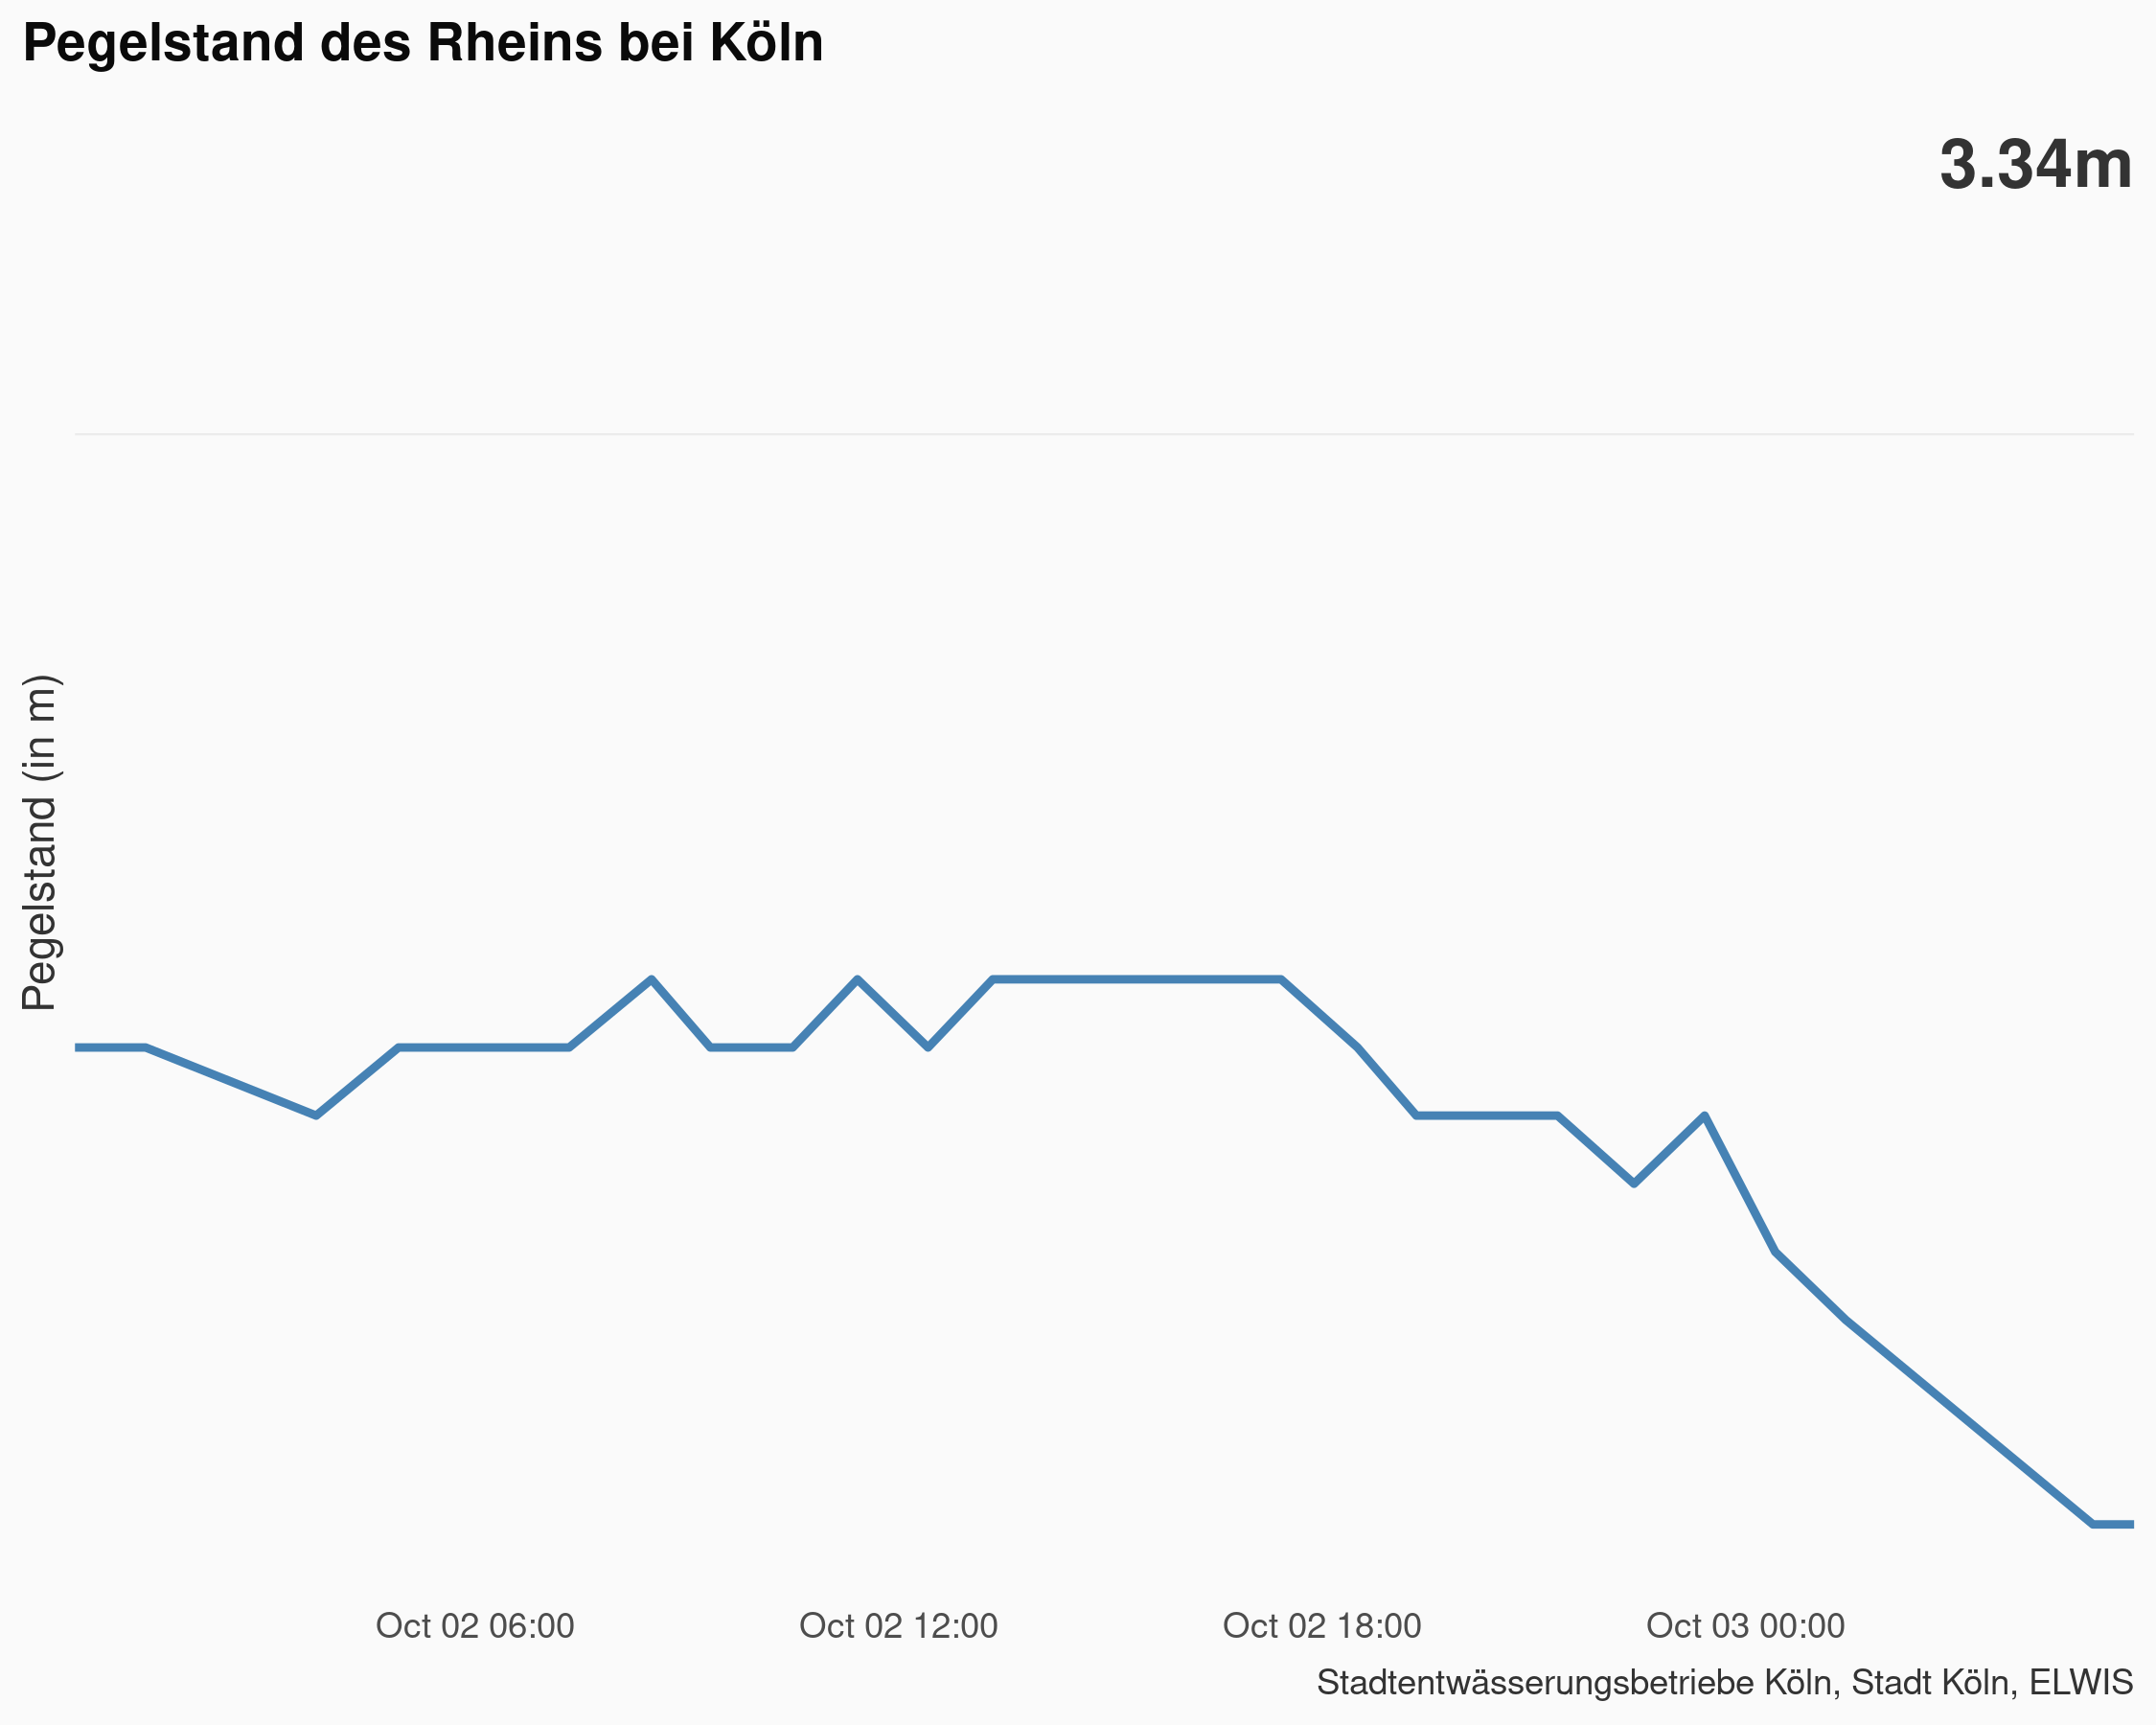 Pegelstand des Rheins bei Köln
3.34m
Pegelstand (in m)
Oct 02 06:00 Oct 02 12:00 Oct 02 18:00 Oct 03 00:00
Stadtentwässerungsbetriebe Köln, Stadt Köln, ELWIS